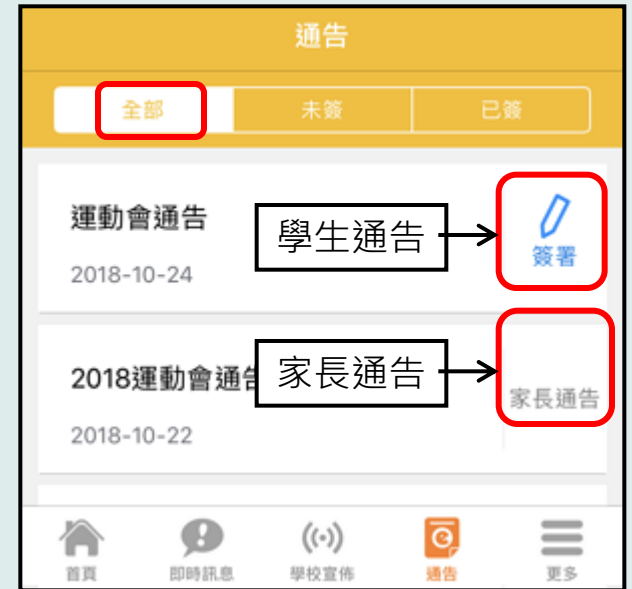 通告
全部 未簽 已簽
運動會通告
學生通告
簽署
2018-10-24
2018運動會通告
家長通告
家長通告
2018-10-22
首頁 即時訊息 學校宣佈 通告 更多